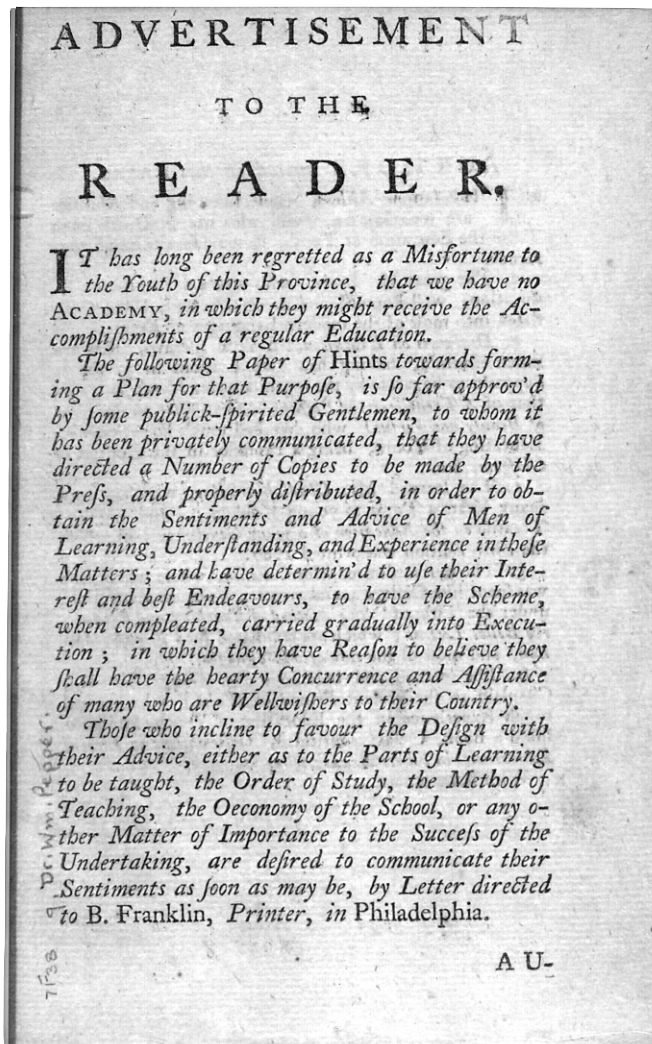 ADVERTISEMENT
TO THE
READER.
IT has long been regretted as a Misfortune to
the Youth of this Province, that we have no
ACADEMY, in which they might receive the Ac-
compliſhments of a regular Education.
The following Paper of Hints towards form-
ing a Plan for that Purpoſe, is ſo far approv'd
by ſome publick-ſpirited Gentlemen, to whom it
has been privately communicated, that they have
directed a Number of Copies to be made by the
Preſs, and properly diſtributed, in order to ob-
tain the Sentiments and Advice of Men of
Learning, Underſtanding, and Experience in theſe
Matters ; and have determin'd to uſe their Inte-
reſt and beſt Endeavours, to have the Scheme,
when compleated, carried gradually into Execu-
tion ; in which they have Reaſon to believe they
ſhall have the hearty Concurrence and Aſſiſtance
of many who are Wellwiſhers to their Country.
Thoſe who incline to favour the Deſign with
their Advice, either as to the Parts of Learning
to be taught, the Order of Study, the Method of
Teaching, the Oeconomy of the School, or any o-
ther Matter of Importance to the Succeſs of the
Undertaking, are deſired to communicate their
Sentiments as ſoon as may be, by Letter directed
to B. Franklin, Printer, in Philadelphia.
AU-
Dr. Wm. Pepper.